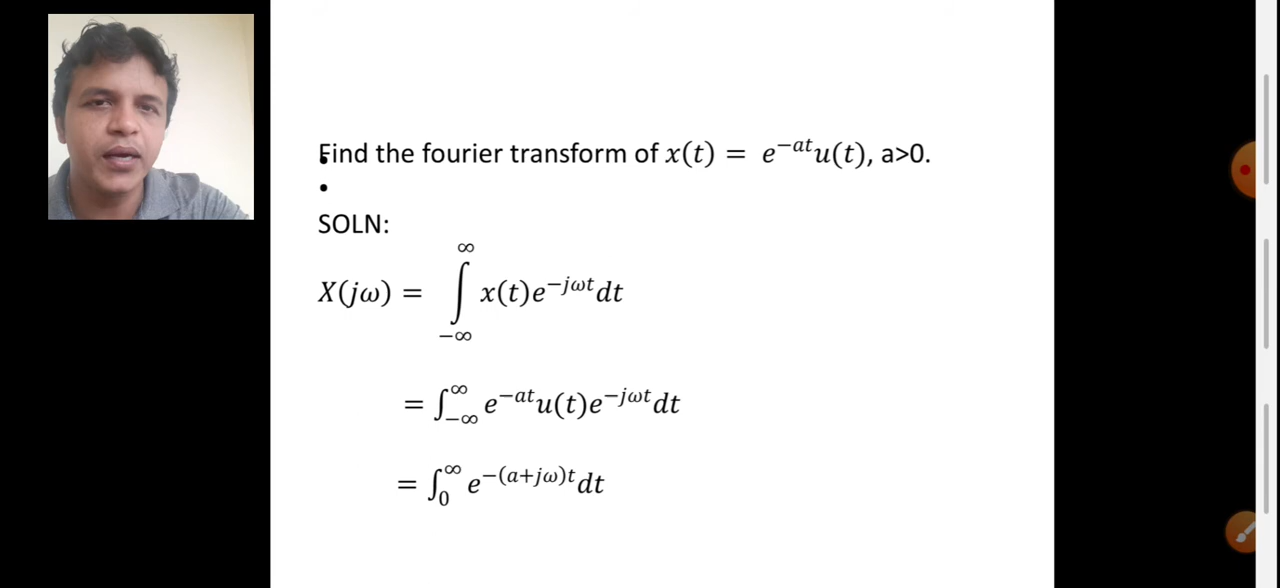 Find the fourier transform of x(t) = e^{-at}u(t), a>0.
•
SOLN:
X(jω) = ∫_{-∞}^{∞} x(t)e^{-jωt}dt
= ∫_{-∞}^{∞} e^{-at}u(t)e^{-jωt}dt
= ∫_{0}^{∞} e^{-(a+jω)t}dt